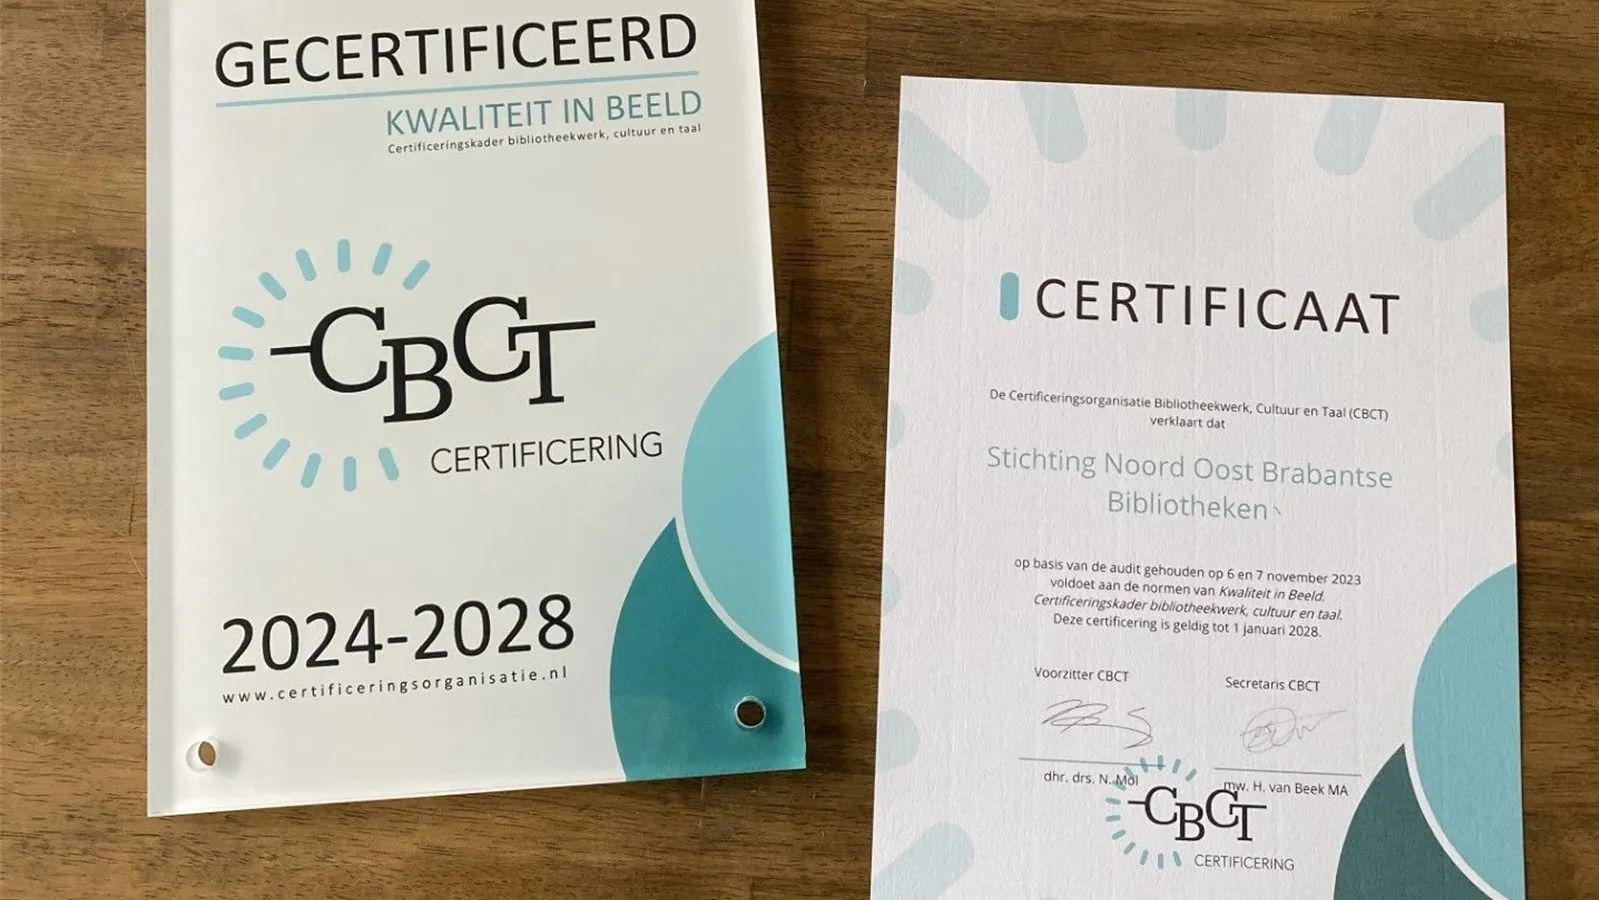 GECERTIFICEERD
KWALITEIT IN BEELD
Certificeringskader bibliotheekwerk, cultuur en taal
CBCT
CERTIFICERING
2024-2028
www.certificeringsorganisatie.nl
CERTIFICAAT
De Certificeringsorganisatie Bibliotheekwerk, Cultuur en Taal (CBCT)
verklaart dat
Stichting Noord Oost Brabantse
Bibliotheken
op basis van de audit gehouden op 6 en 7 november 2023
voldoet aan de normen van Kwaliteit in Beeld.
Certificeringskader bibliotheekwerk, cultuur en taal.
Deze certificering is geldig tot 1 januari 2028.
Voorzitter CBCT
Secretaris CBCT
dhr. drs. N. Mol
mw. H. van Beek MA
CBCT
CERTIFICERING